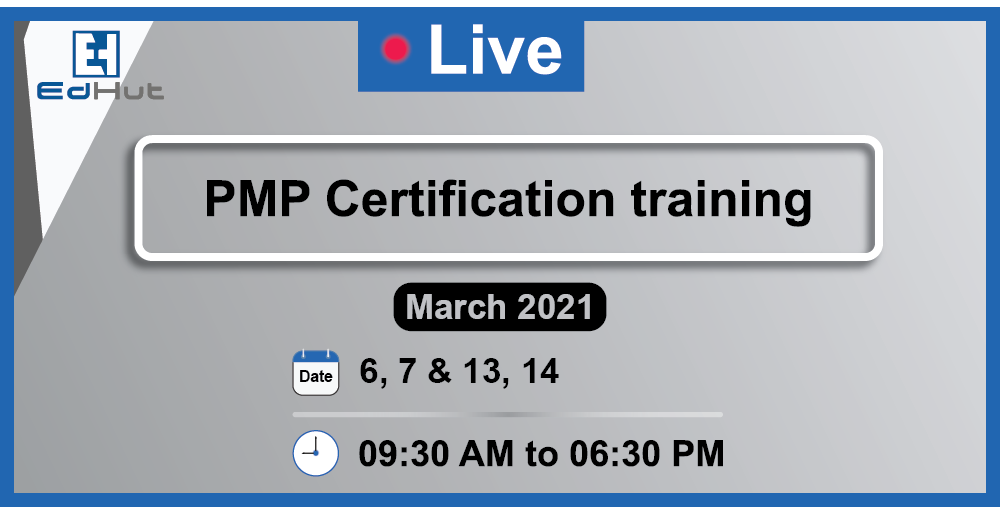 Live
EdHut
PMP Certification training
March 2021
Date
6, 7 & 13, 14
09:30 AM to 06:30 PM